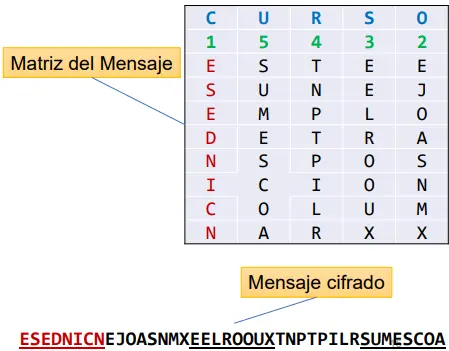 C U R S O
1 5 4 3 2
Matriz del Mensaje
E S T E E
S U N E J
E M P L O
D E T R A
N S P O S
I C I O N
C O L U M
N A R X X
Mensaje cifrado
ESEDNICNEJOASNMXEELROOUXTNPTPILRSUMESCOA